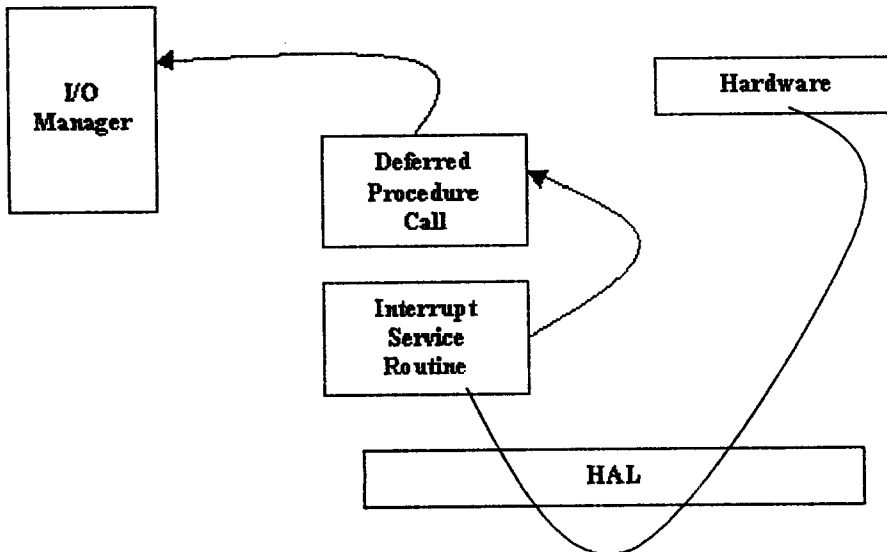 I/O
Manager
Hardware
Deferred
Procedure
Call
Interrupt
Service
Routine
HAL